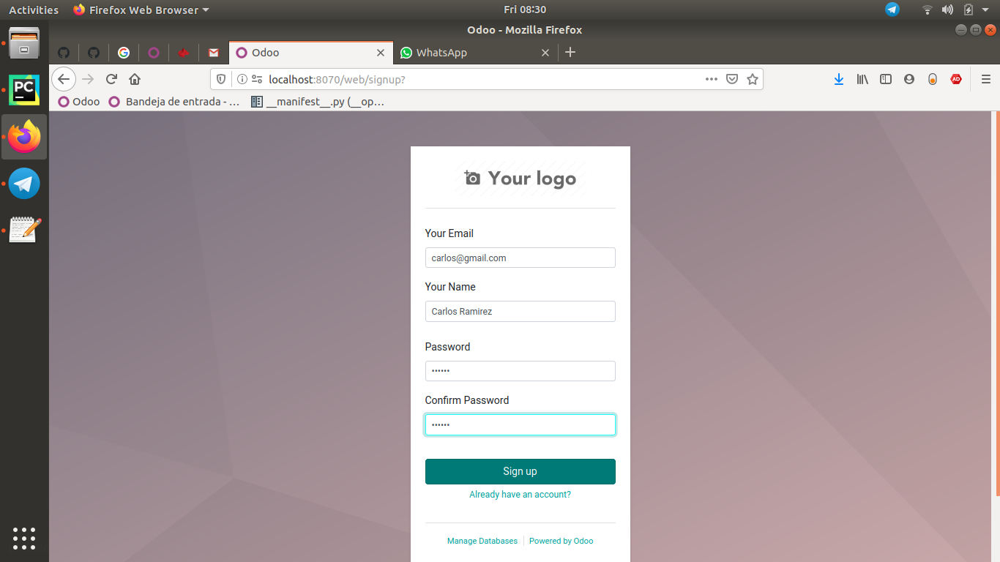 Activities Firefox Web Browser Fri 08:30
Odoo - Mozilla Firefox
Odoo WhatsApp
localhost:8070/web/signup?
Odoo Bandeja de entrada - … __manifest__.py (__op…
PC
AD
Your logo
Your Email
carlos@gmail.com
Your Name
Carlos Ramirez
Password
••••••
Confirm Password
••••••
Sign up
Already have an account?
Manage Databases Powered by Odoo